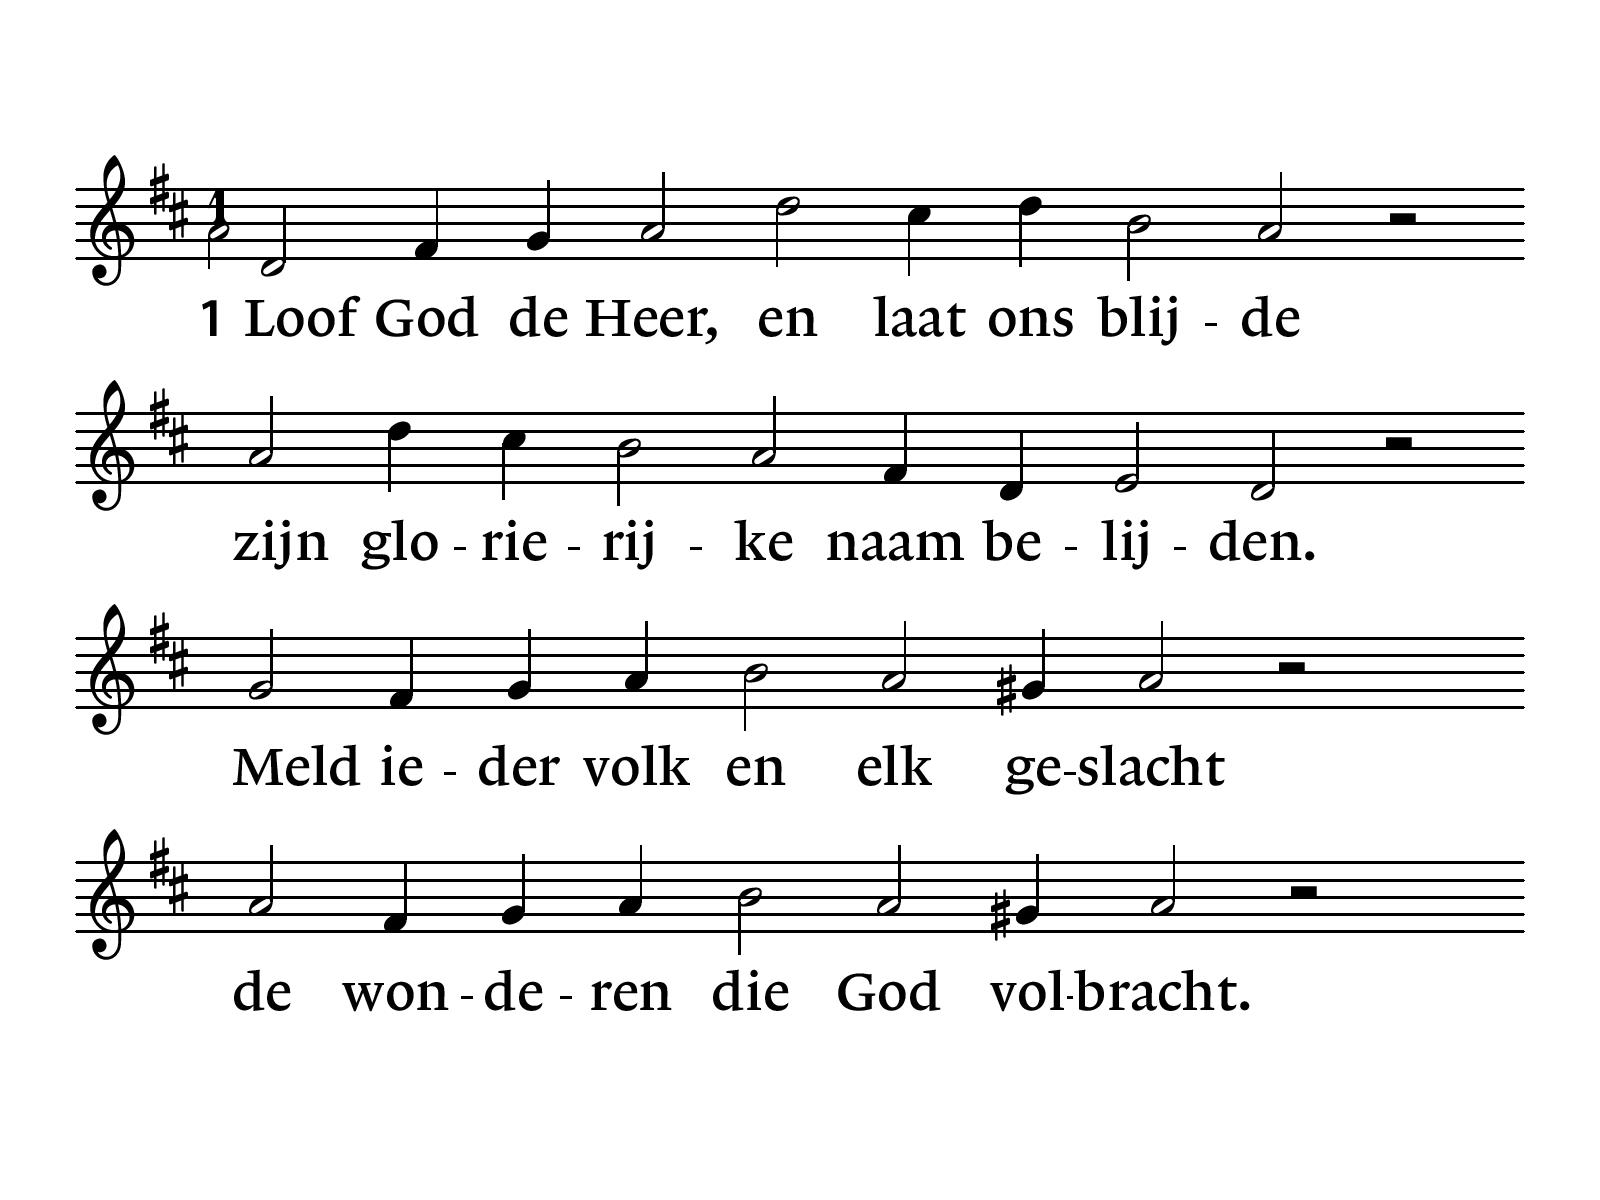 1
1 Loof God de Heer, en laat ons blij - de
zijn glo - rie - rij - ke naam be - lij - den.
Meld ie - der volk en elk ge-slacht
de won - de - ren die God vol-bracht.